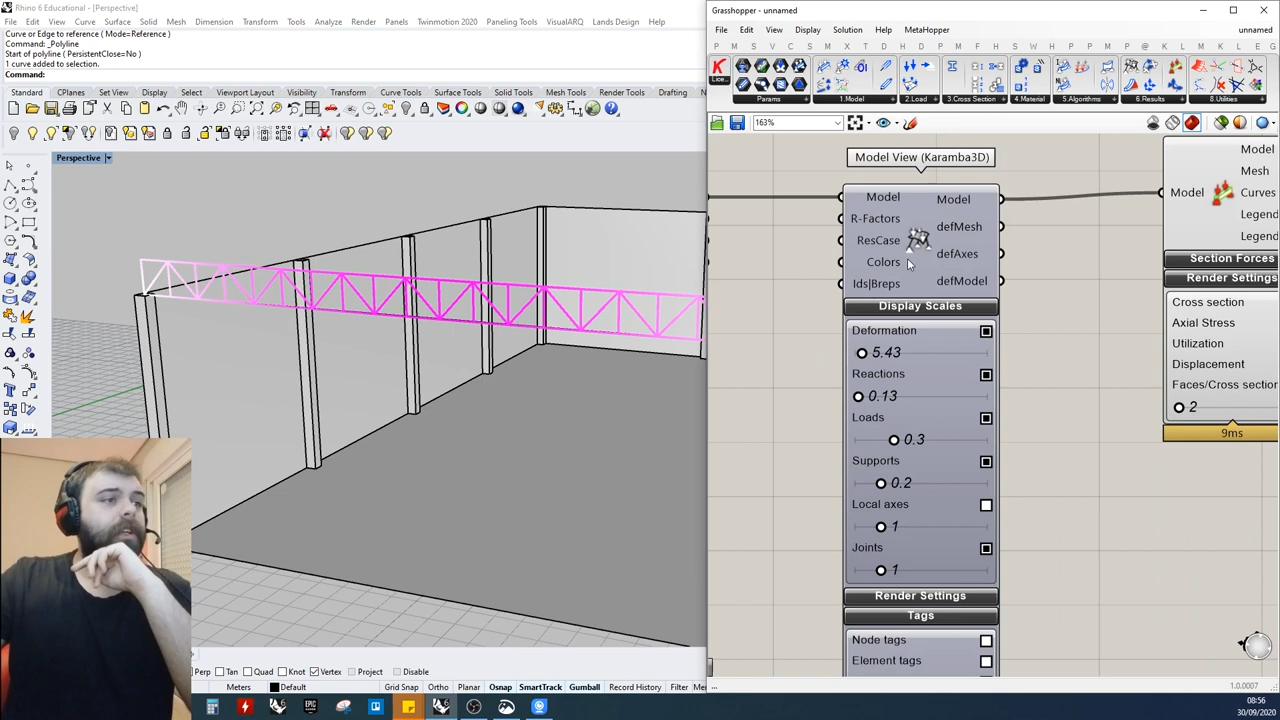 Rhino 6 Educational - [Perspective]
File Edit View Curve Surface Solid Mesh Dimension Transform Tools Analyze Render Panels Twinmotion 2020 Paneling Tools VisualARQ Lands Design Help
Curve or Edge to reference ( Mode=Reference )
Command: _Polyline
Start of polyline ( PersistentClose=No )
1 curve added to selection.
Command:
Standard CPlanes Set View Display Select Viewport Layout Visibility Transform Curve Tools Surface Tools Solid Tools Mesh Tools Render Tools Drafting N
Perspective
Perp Tan Quad Knot Vertex Project Disable
Meters Default Grid Snap Ortho Planar Osnap SmartTrack Gumball Record History Filter Me
Grasshopper - unnamed
File Edit View Display Solution Help MetaHopper unnamed
P M S V C S M I X T D H D W P M F D H S W D F H P M P P @ K L E G
Lice...
Params 1.Model 2.Load 3.Cross Section 4.Material 5.Algorithms 6.Results 8.Utilities
163%
Model View (Karamba3D)
Model
R-Factors
ResCase
Colors
Ids|Breps
Model
defMesh
defAxes
defModel
Display Scales
Deformation
5.43
Reactions
0.13
Loads
0.3
Supports
0.2
Local axes
1
Joints
1
Render Settings
Tags
Node tags
Element tags
Model
Model
Mesh
Curves
Legend
Legend
Section Forces
Render Settings
Cross section
Axial Stress
Utilization
Displacement
Faces/Cross section
2
9ms
...
1.0.0007
08:56
30/09/2020